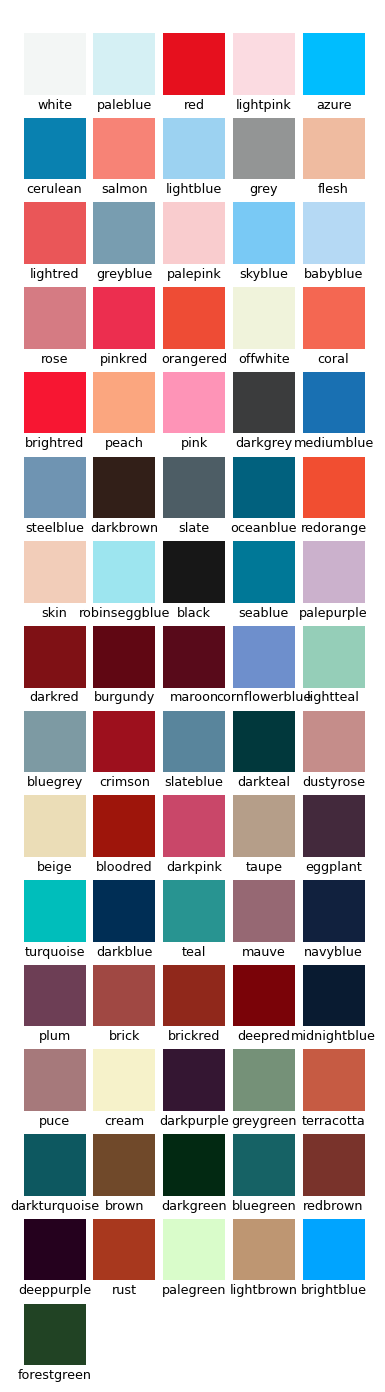 white paleblue red lightpink azure
cerulean salmon lightblue grey flesh
lightred greyblue palepink skyblue babyblue
rose pinkred orangered offwhite coral
brightred peach pink darkgrey mediumblue
steelblue darkbrown slate oceanblue redorange
skin robinseggblue black seablue palepurple
darkred burgundy maroon cornflowerblue lightteal
bluegrey crimson slateblue darkteal dustyrose
beige bloodred darkpink taupe eggplant
turquoise darkblue teal mauve navyblue
plum brick brickred deepred midnightblue
puce cream darkpurple greygreen terracotta
darkturquoise brown darkgreen bluegreen redbrown
deeppurple rust palegreen lightbrown brightblue
forestgreen